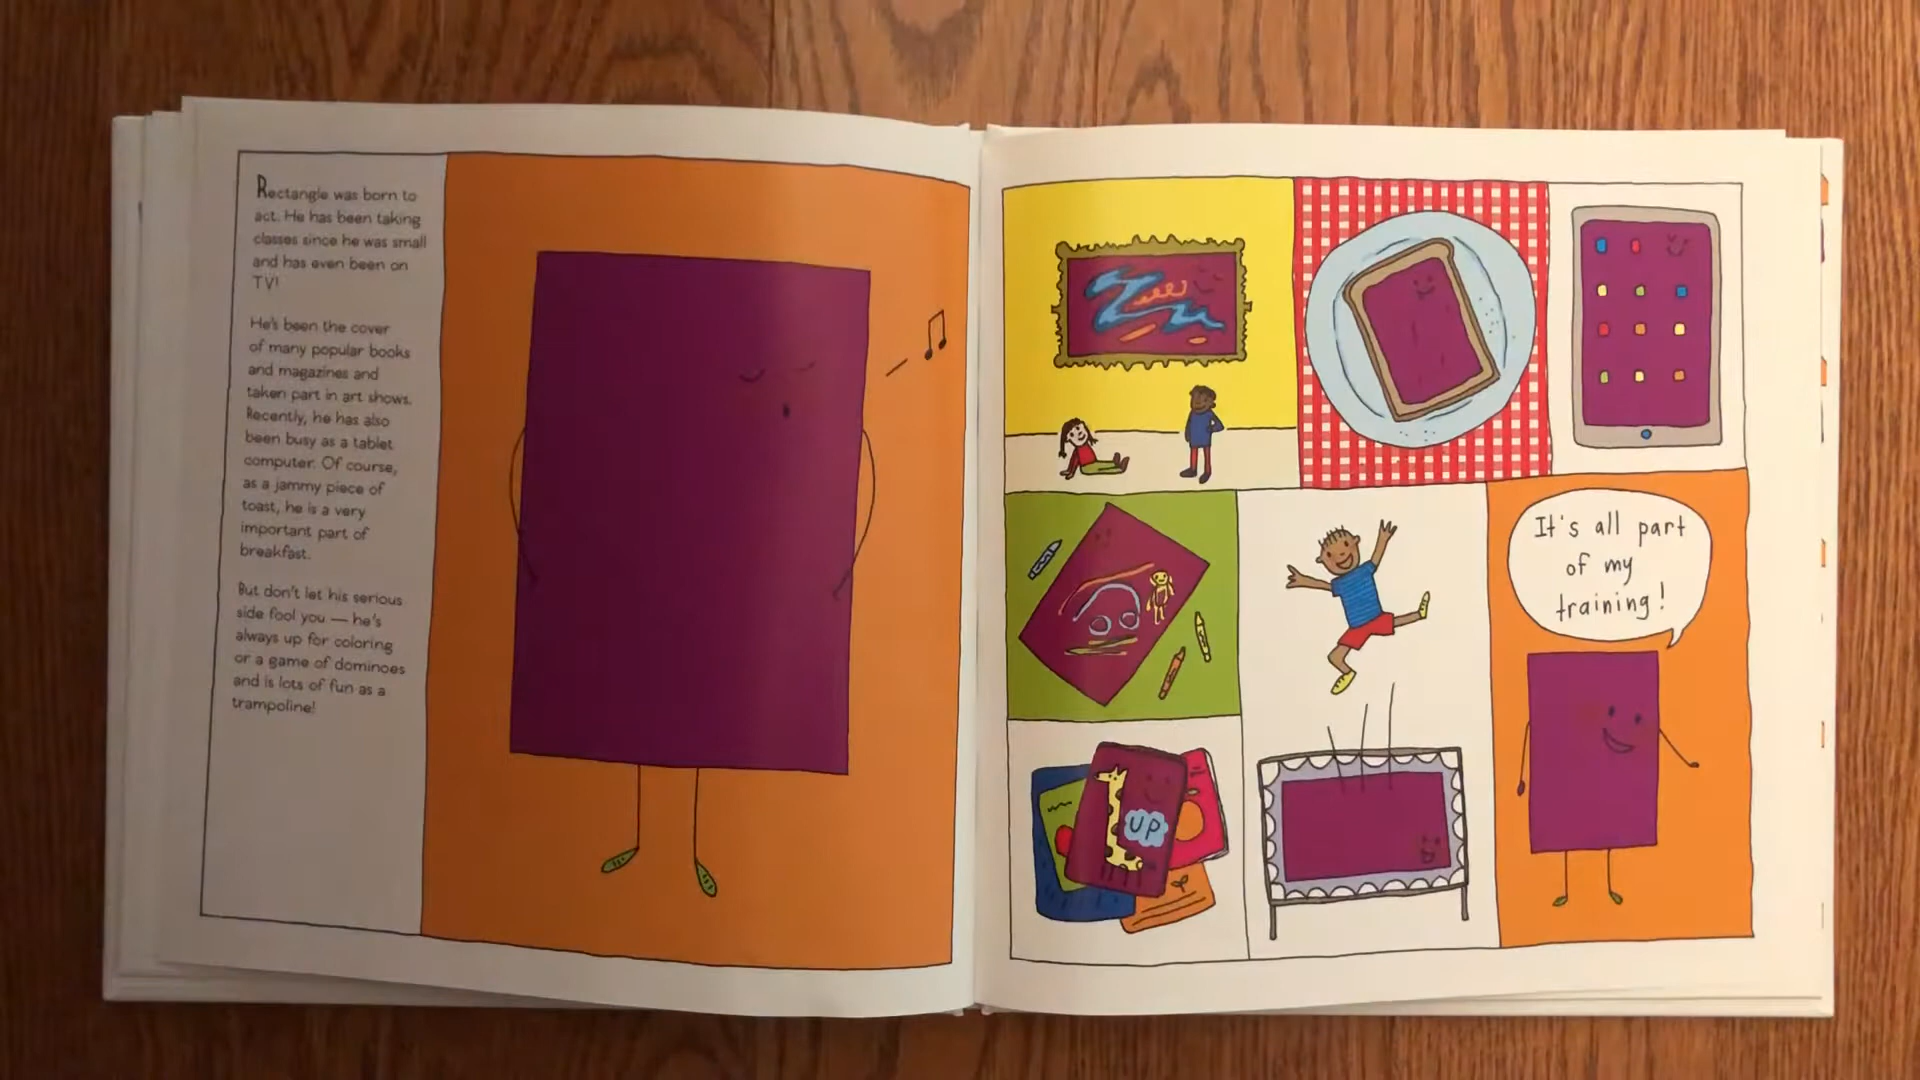 Rectangle was born to
act. He has been taking
classes since he was small
and has even been on
TV!
He's been the cover
of many popular books
and magazines and
taken part in art shows.
Recently, he has also
been busy as a tablet
computer. Of course,
as a jammy piece of
toast, he is a very
important part of
breakfast.
But don't let his serious
side fool you — he's
always up for coloring
or a game of dominoes
and is lots of fun as a
trampoline!
UP
It's all part
of my
training!